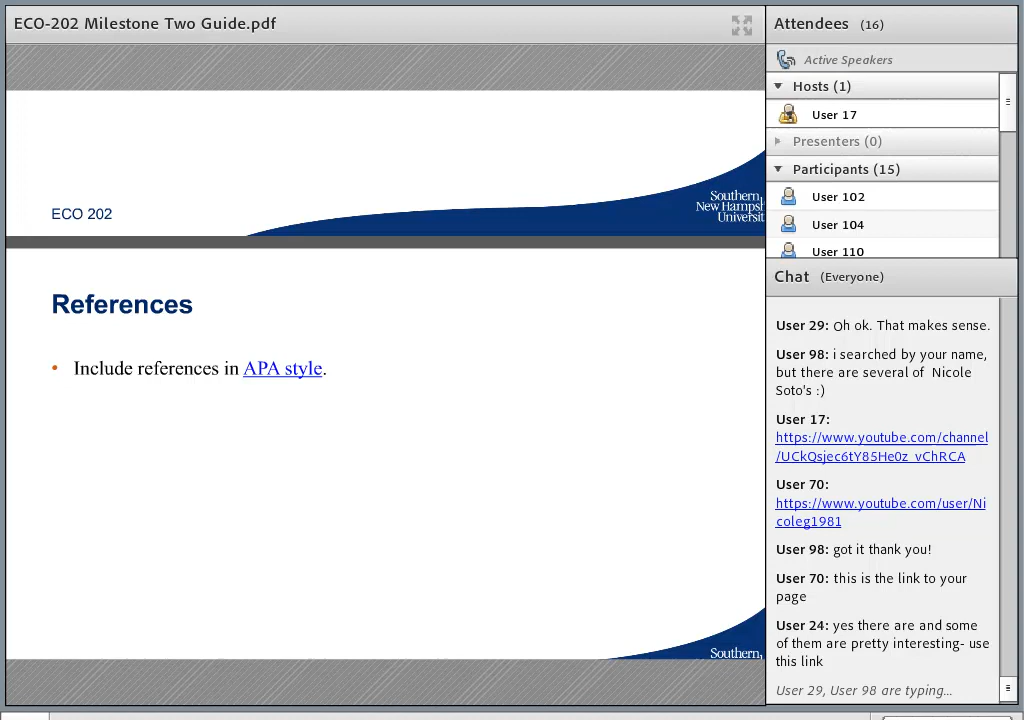 ECO-202 Milestone Two Guide.pdf
ECO 202
Southern
New Hampsh
Universit
References
• Include references in APA style.
Southern
Attendees (16)
Active Speakers
Hosts (1)
User 17
Presenters (0)
Participants (15)
User 102
User 104
User 110
Chat (Everyone)
User 29: Oh ok. That makes sense.
User 98: i searched by your name,
but there are several of Nicole
Soto's :)
User 17:
https://www.youtube.com/channel
/UCkQsjec6tY85He0z_vChRCA
User 70:
https://www.youtube.com/user/Ni
coleg1981
User 98: got it thank you!
User 70: this is the link to your
page
User 24: yes there are and some
of them are pretty interesting- use
this link
User 29, User 98 are typing...